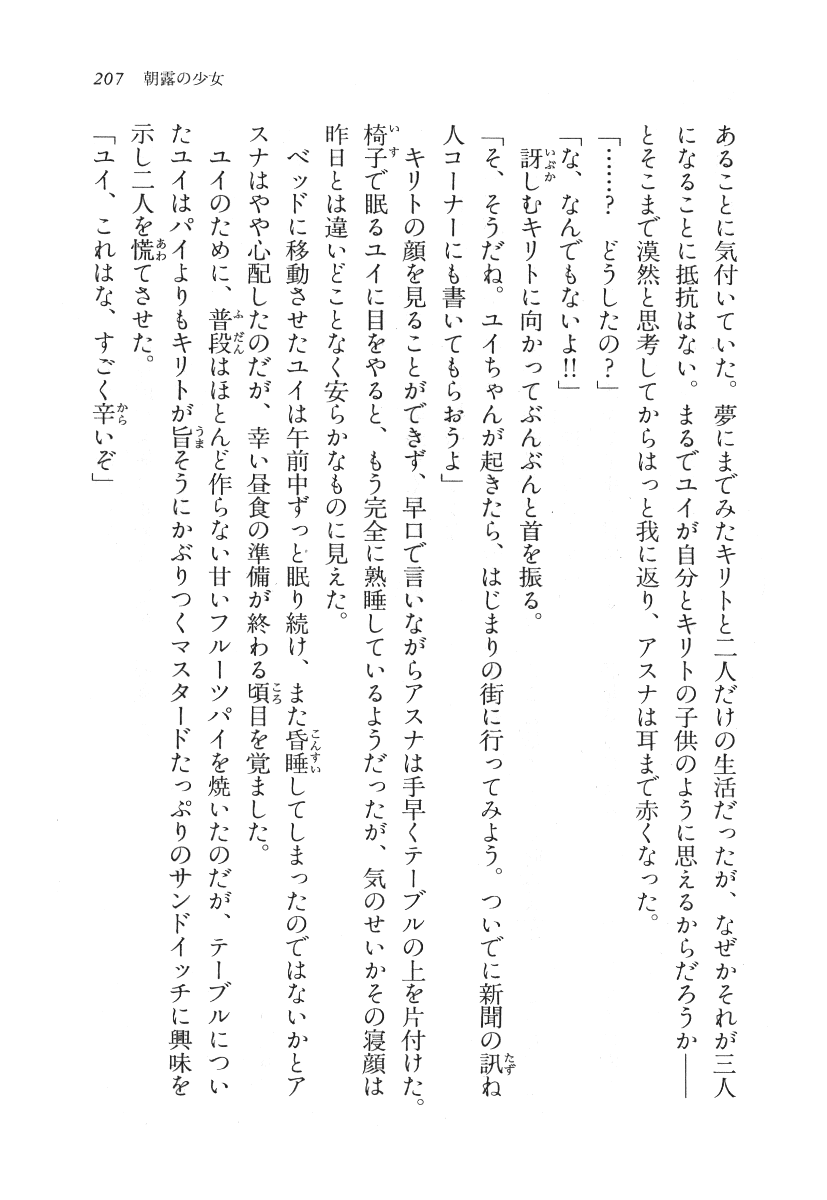 207 朝露の少女
あることに気付いていた。夢にまでみたキリトと二人だけの生活だったが、なぜかそれが三人
になることに抵抗はない。まるでユイが自分とキリトの子供のように思えるからだろうか――
とそこまで漠然と思考してからはっと我に返り、アスナは耳まで赤くなった。
「……？　どうしたの？」
「な、なんでもないよ!!」
訝しむキリトに向かってぶんぶんと首を振る。
「そ、そうだね。ユイちゃんが起きたら、はじまりの街に行ってみよう。ついでに新聞の訊ね
人コーナーにも書いてもらおうよ」
キリトの顔を見ることができず、早口で言いながらアスナは手早くテーブルの上を片付けた。
椅子で眠るユイに目をやると、もう完全に熟睡しているようだったが、気のせいかその寝顔は
昨日とは違いどことなく安らかなものに見えた。
ベッドに移動させたユイは午前中ずっと眠り続け、また昏睡してしまったのではないかとア
スナはやや心配したのだが、幸い昼食の準備が終わる頃目を覚ました。
ユイのために、普段はほとんど作らない甘いフルーツパイを焼いたのだが、テーブルについ
たユイはパイよりもキリトが旨そうにかぶりつくマスタードたっぷりのサンドイッチに興味を
示し二人を慌てさせた。
「ユイ、これはな、すごく辛いぞ」